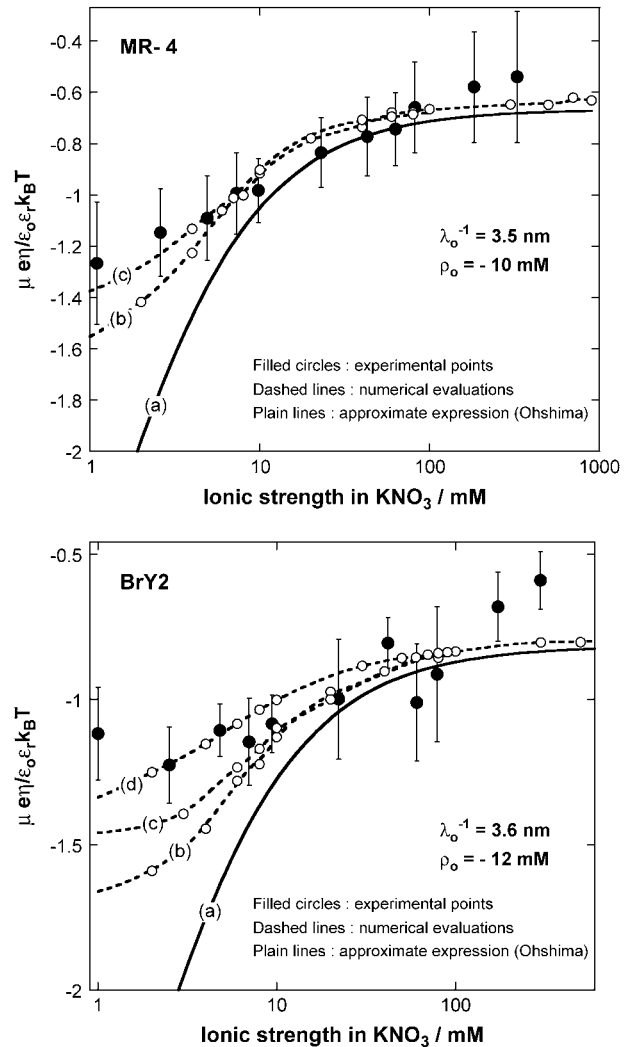 MR- 4
-0.4
-0.6
-0.8
-1
-1.2
-1.4
-1.6
-1.8
-2
μ eη/ε₀εᵣk_BT
λ₀⁻¹ = 3.5 nm
ρ₀ = - 10 mM
(c)
(b)
(a)
Filled circles : experimental points
Dashed lines : numerical evaluations
Plain lines : approximate expression (Ohshima)
1 10 100 1000
Ionic strength in KNO₃ / mM
BrY2
-0.5
-1
-1.5
-2
μ eη/ε₀εᵣk_BT
(d)
(c)
(b)
(a)
λ₀⁻¹ = 3.6 nm
ρ₀ = - 12 mM
Filled circles : experimental points
Dashed lines : numerical evaluations
Plain lines : approximate expression (Ohshima)
1 10 100
Ionic strength in KNO₃ / mM